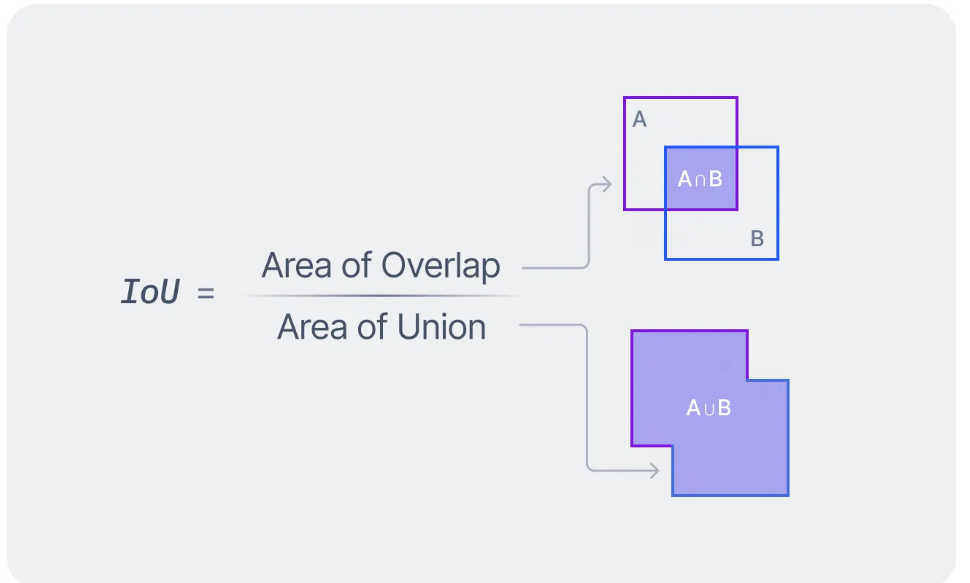 A
A∩B
B
Area of Overlap
IoU =
Area of Union
A∪B